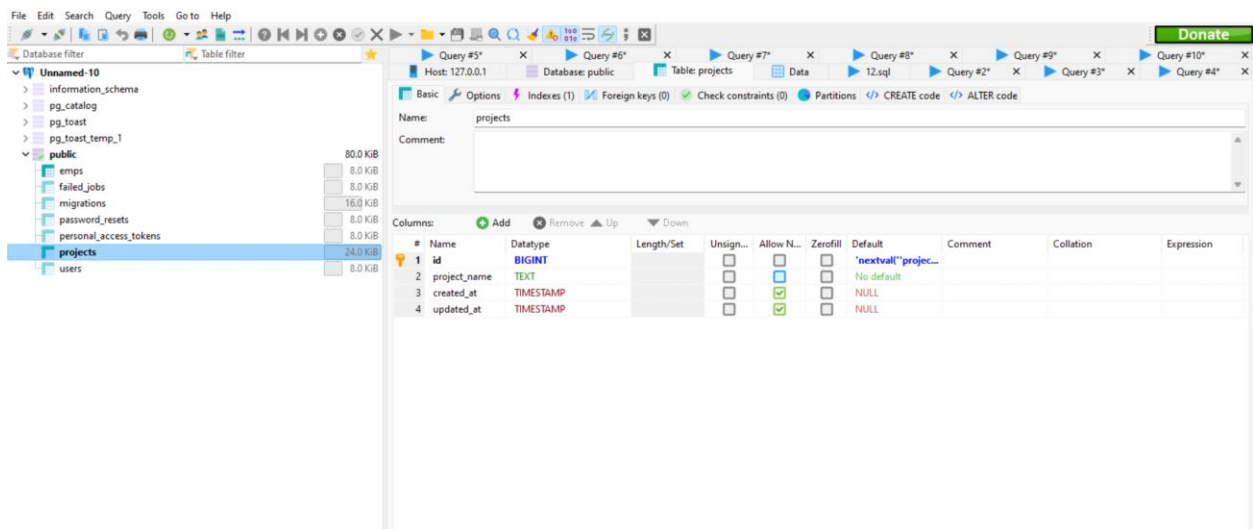 File Edit Search Query Tools Go to Help
Donate
Database filter Table filter
Query #5* Query #6* Query #7* Query #8* Query #9* Query #10*
Host: 127.0.0.1 Database: public Table: projects Data 12.sql Query #2* Query #3* Query #4*
Unnamed-10
information_schema
pg_catalog
pg_toast
pg_toast_temp_1
public 80.0 KiB
emps 8.0 KiB
failed_jobs 8.0 KiB
migrations 16.0 KiB
password_resets 8.0 KiB
personal_access_tokens 8.0 KiB
projects 24.0 KiB
users 8.0 KiB
Basic Options Indexes (1) Foreign keys (0) Check constraints (0) Partitions CREATE code ALTER code
Name: projects
Comment:
Columns: Add Remove Up Down
# Name Datatype Length/Set Unsign... Allow N... Zerofill Default Comment Collation Expression
1 id BIGINT 'nextval(''projec...
2 project_name TEXT No default
3 created_at TIMESTAMP NULL
4 updated_at TIMESTAMP NULL